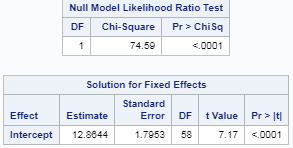 Null Model Likelihood Ratio Test
DF Chi-Square Pr > ChiSq
1 74.59 <.0001
Solution for Fixed Effects
Effect Estimate Standard Error DF t Value Pr > |t|
Intercept 12.8644 1.7953 58 7.17 <.0001